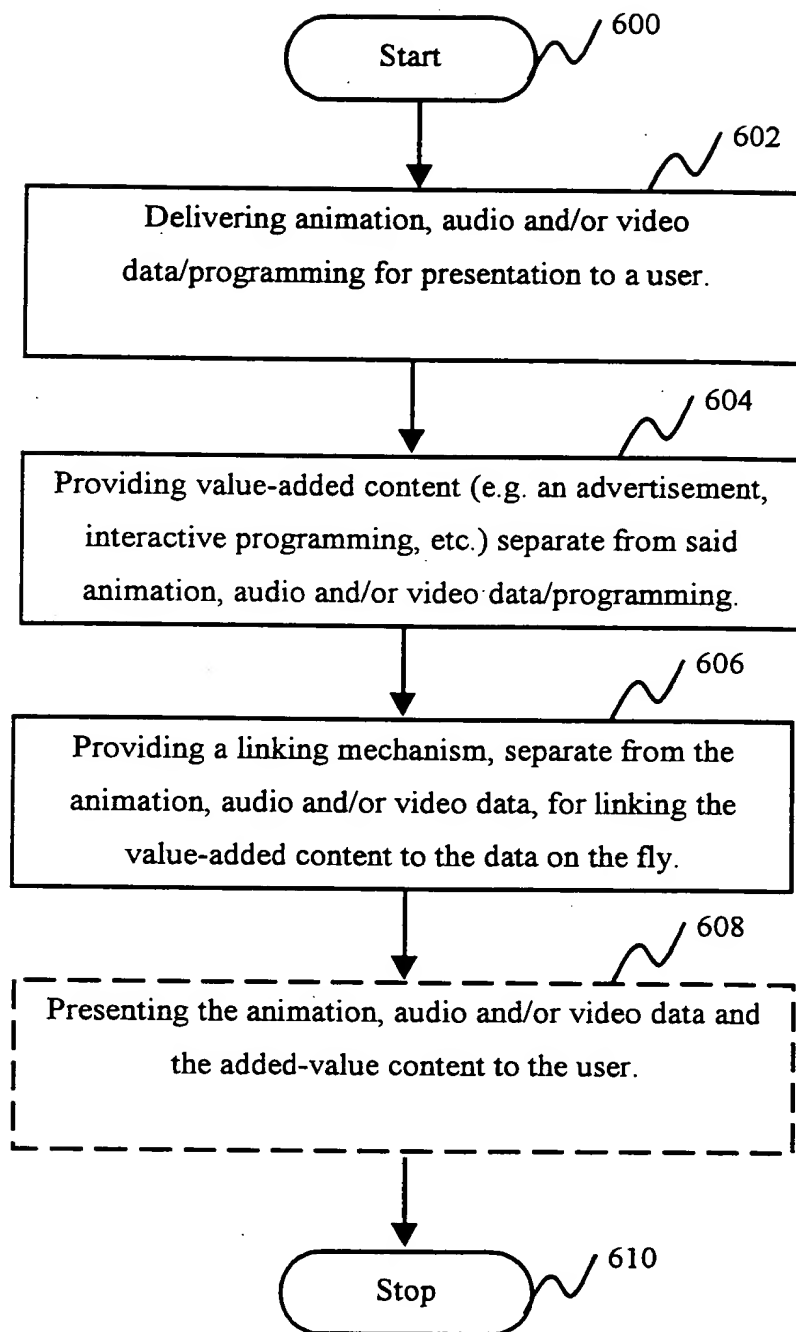 600
Start
602
Delivering animation, audio and/or video
data/programming for presentation to a user.
604
Providing value-added content (e.g. an advertisement,
interactive programming, etc.) separate from said
animation, audio and/or video data/programming.
606
Providing a linking mechanism, separate from the
animation, audio and/or video data, for linking the
value-added content to the data on the fly.
608
Presenting the animation, audio and/or video data and
the added-value content to the user.
610
Stop